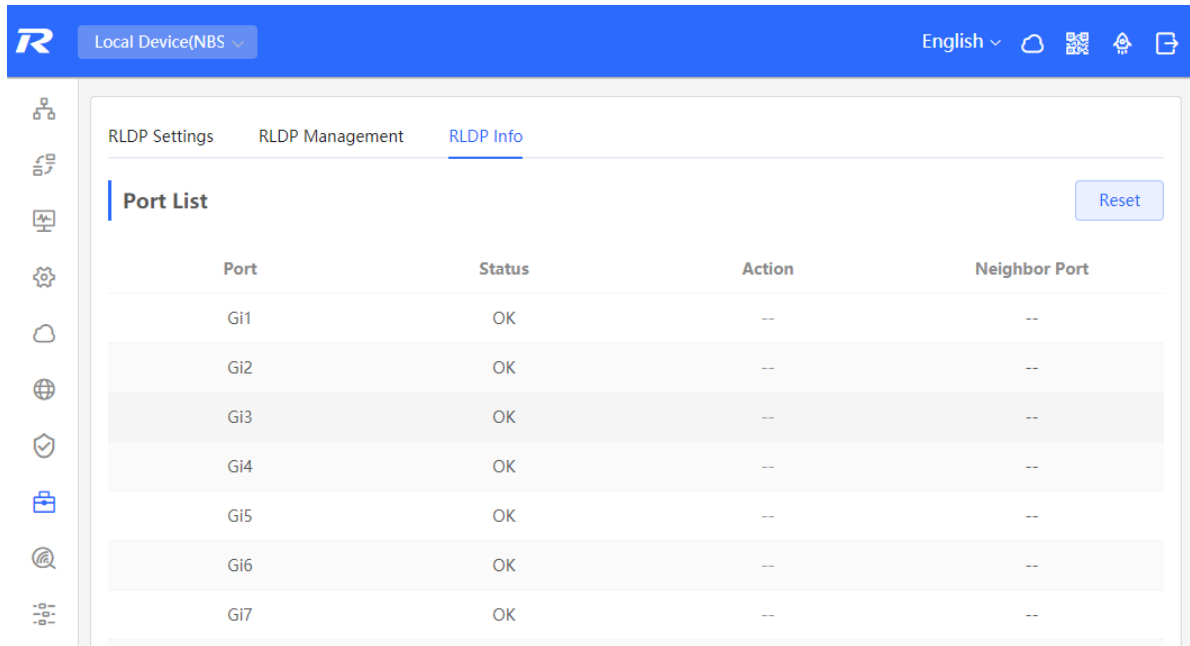 Local Device(NBS
English
RLDP Settings RLDP Management RLDP Info
Port List
Reset
Port Status Action Neighbor Port
Gi1 OK -- --
Gi2 OK -- --
Gi3 OK -- --
Gi4 OK -- --
Gi5 OK -- --
Gi6 OK -- --
Gi7 OK -- --